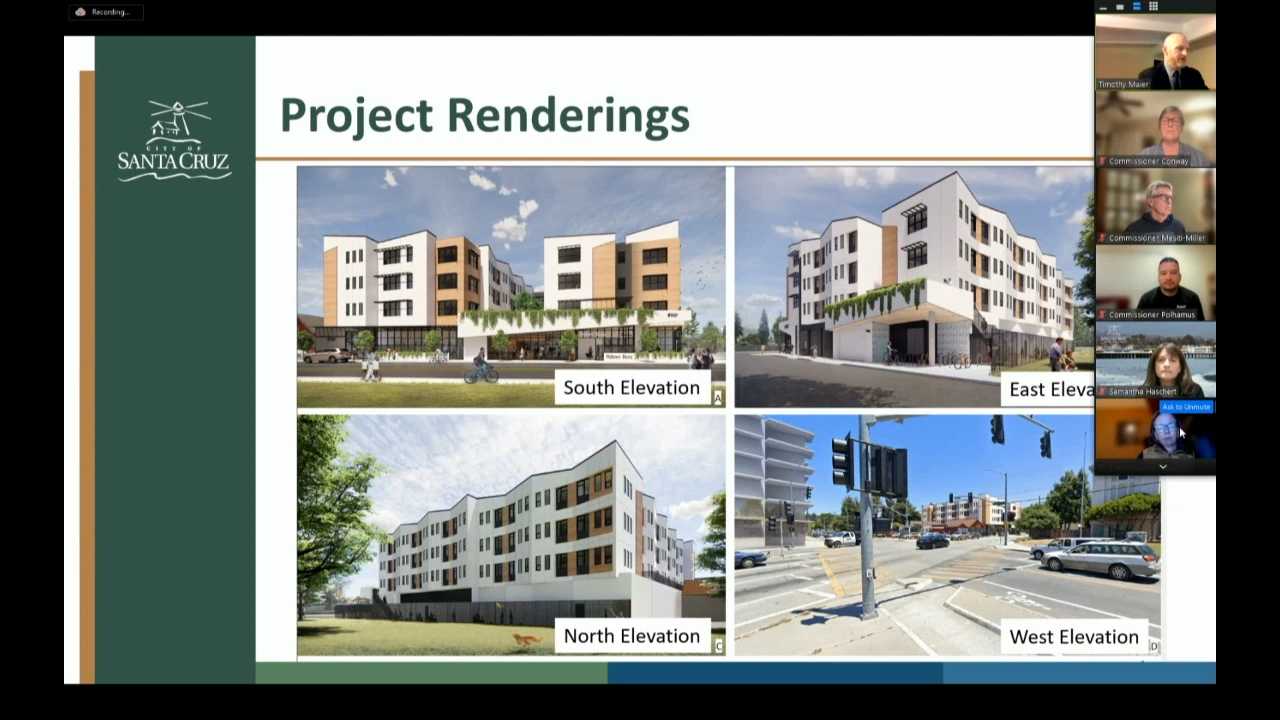 Recording...
CITY OF
SANTA CRUZ
Project Renderings
South Elevation
A
East Eleva
North Elevation
C
West Elevation
D
Timothy Maier
Commissioner Conway
Commissioner Mesiti-Miller
Commissioner Polhamus
Samantha Haschert
Ask to Unmute